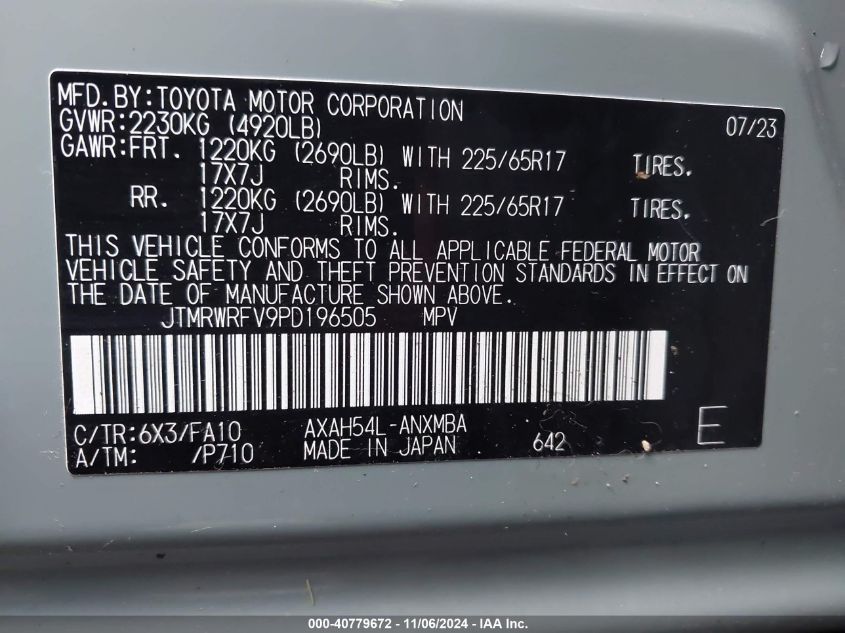 MFD. BY: TOYOTA MOTOR CORPORATION 07/23
GVWR: 2230KG (4920LB)
GAWR: FRT. 1220KG (2690LB) WITH 225/65R17 TIRES.
17X7J RIMS.
RR. 1220KG (2690LB) WITH 225/65R17 TIRES.
17X7J RIMS.
THIS VEHICLE CONFORMS TO ALL APPLICABLE FEDERAL MOTOR
VEHICLE SAFETY AND THEFT PREVENTION STANDARDS IN EFFECT ON
THE DATE OF MANUFACTURE SHOWN ABOVE.
JTMRWRFV9PD196505 MPV
C/TR: 6X3/FA10 AXAH54L-ANXMBA E
A/TM: /P710 MADE IN JAPAN 642
000-40779672 - 11/06/2024 - IAA Inc.